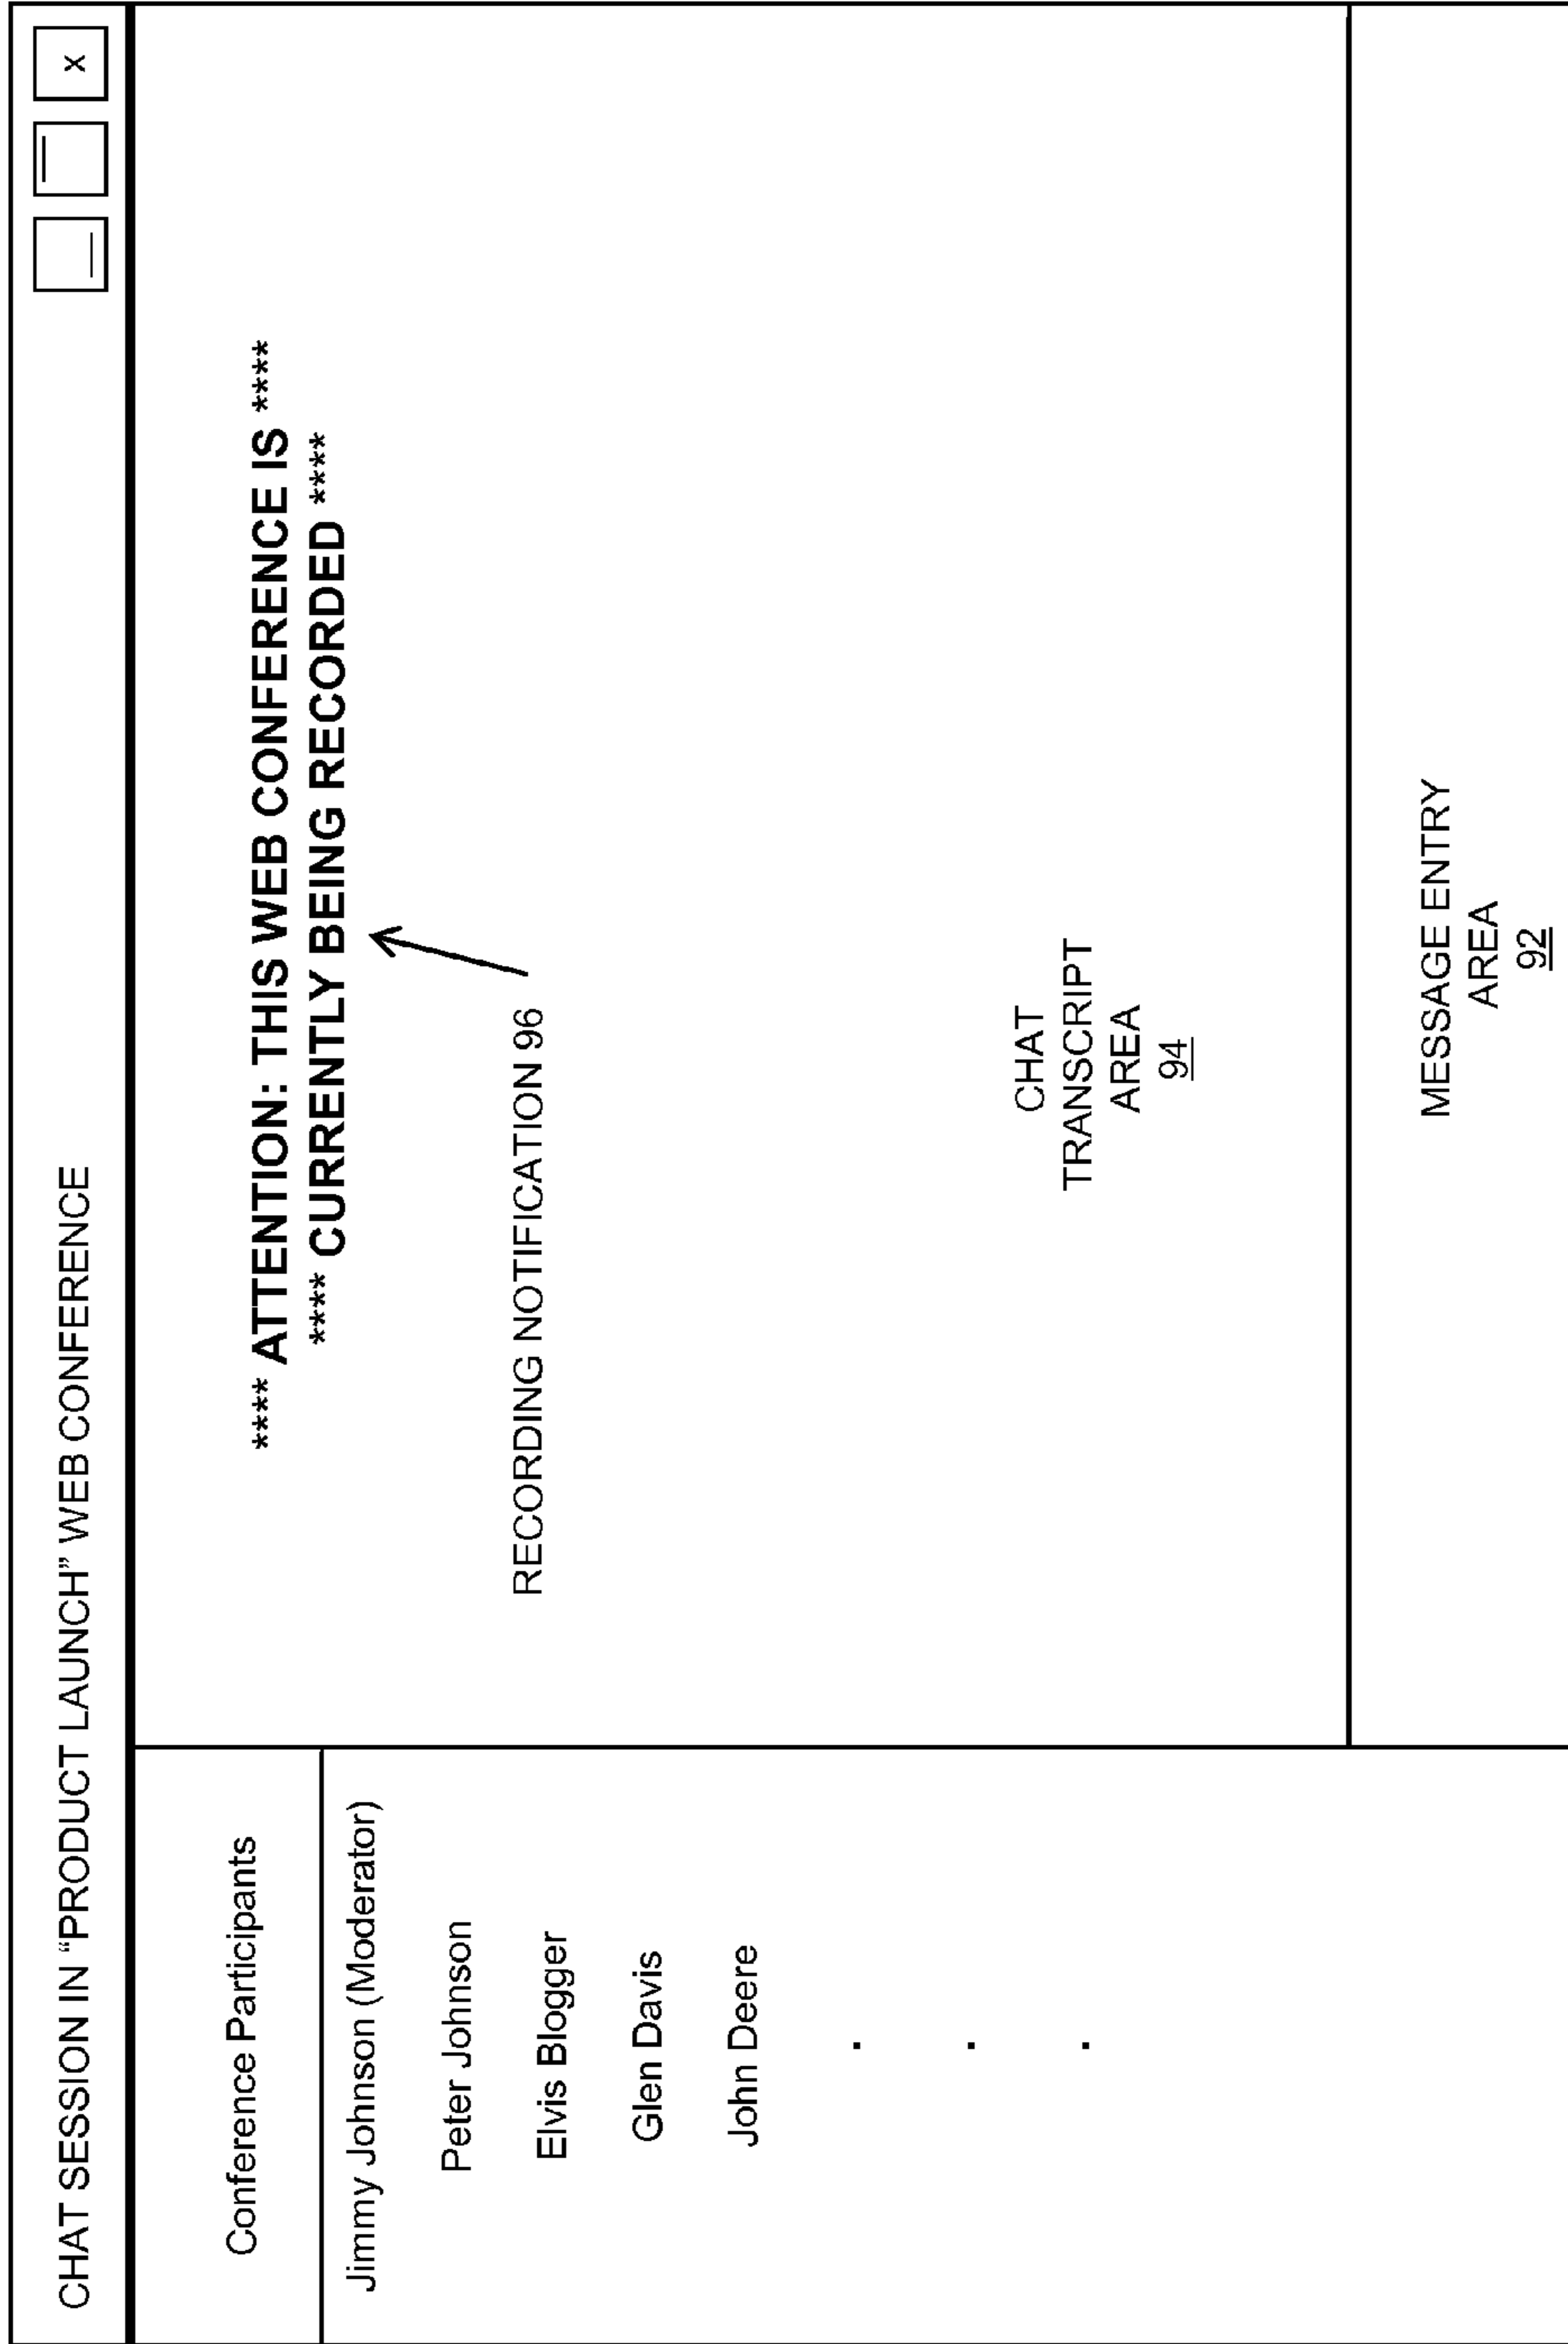 CHAT SESSION IN "PRODUCT LAUNCH" WEB CONFERENCE
X
Conference Participants
Jimmy Johnson (Moderator)
Peter Johnson
Elvis Blogger
Glen Davis
John Deere
.
.
.
**** ATTENTION: THIS WEB CONFERENCE IS ****
**** CURRENTLY BEING RECORDED ****
RECORDING NOTIFICATION 96
CHAT
TRANSCRIPT
AREA
94
MESSAGE ENTRY
AREA
92